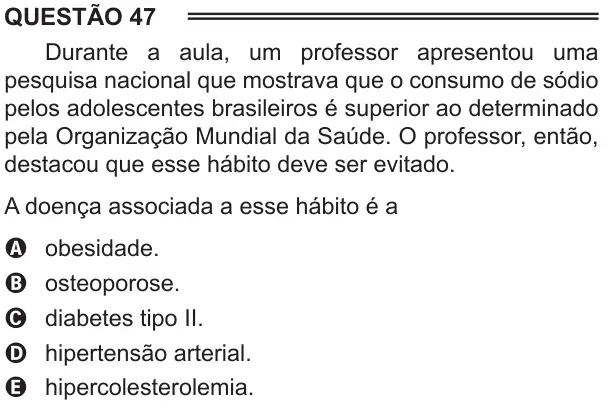 QUESTÃO 47
Durante a aula, um professor apresentou uma
pesquisa nacional que mostrava que o consumo de sódio
pelos adolescentes brasileiros é superior ao determinado
pela Organização Mundial da Saúde. O professor, então,
destacou que esse hábito deve ser evitado.
A doença associada a esse hábito é a
A obesidade.
B osteoporose.
C diabetes tipo II.
D hipertensão arterial.
E hipercolesterolemia.